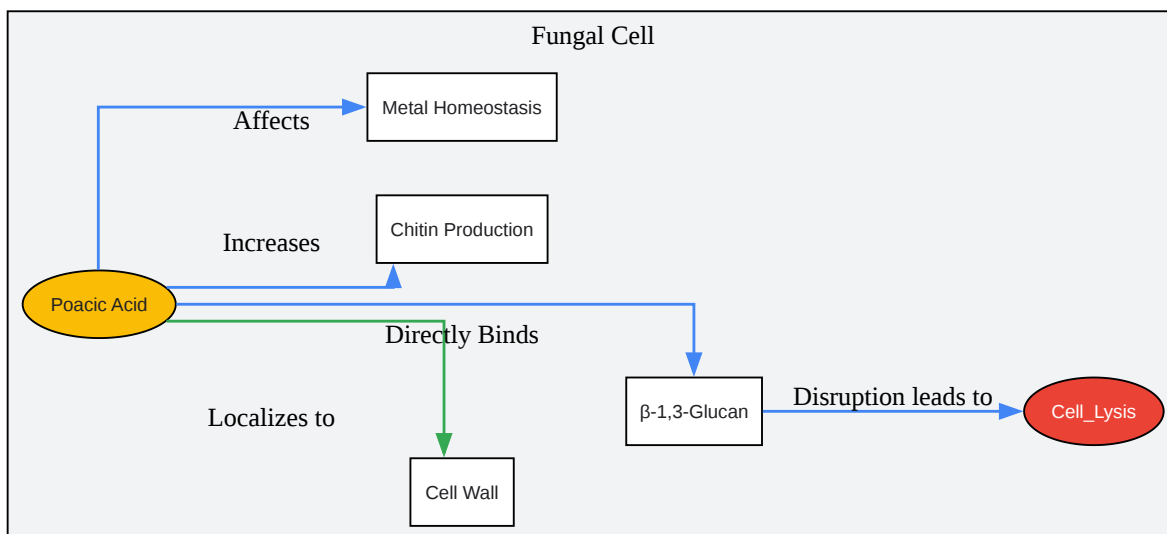 Fungal Cell
Metal Homeostasis
Affects
Chitin Production
Increases
Poacic Acid
Directly Binds
Disruption leads to
β-1,3-Glucan
Cell_Lysis
Localizes to
Cell Wall